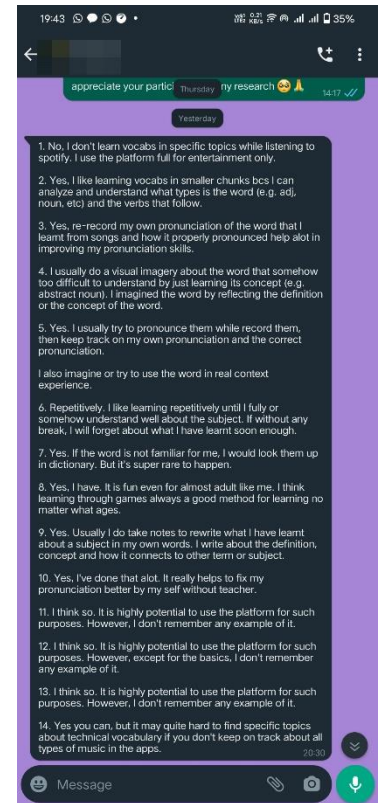 19:43
0.21 KB/s 35%
appreciate your partici
Thursday
ny research 🥺🙏
14:17
Yesterday
1. No, I don't learn vocabs in specific topics while listening to
spotify. I use the platform full for entertainment only.
2. Yes, I like learning vocabs in smaller chunks bcs I can
analyze and understand what types is the word (e.g. adj,
noun, etc) and the verbs that follow.
3. Yes, re-record my own pronunciation of the word that I
learnt from songs and how it properly pronounced help alot in
improving my pronunciation skills.
4. I usually do a visual imagery about the word that somehow
too difficult to understand by just learning its concept (e.g.
abstract noun). I imagined the word by reflecting the definition
or the concept of the word.
5. Yes. I usually try to pronounce them while record them,
then keep track on my own pronunciation and the correct
pronunciation.
I also imagine or try to use the word in real context
experience.
6. Repetitively. I like learning repetitively until I fully or
somehow understand well about the subject. If without any
break, I will forget about what I have learnt soon enough.
7. Yes. If the word is not familiar for me, I would look them up
in dictionary. But it's super rare to happen.
8. Yes, I have. It is fun even for almost adult like me. I think
learning through games always a good method for learning no
matter what ages.
9. Yes. Usually I do take notes to rewrite what I have learnt
about a subject in my own words. I write about the definition,
concept and how it connects to other term or subject.
10. Yes, I've done that alot. It really helps to fix my
pronunciation better by my self without teacher.
11. I think so. It is highly potential to use the platform for such
purposes. However, I don't remember any example of it.
12. I think so. It is highly potential to use the platform for such
purposes. However, except for the basics, I don't remember
any example of it.
13. I think so. It is highly potential to use the platform for such
purposes. However, I don't remember any example of it.
14. Yes you can, but it may quite hard to find specific topics
about technical vocabulary if you don't keep on track about all
types of music in the apps.
20:30
Message